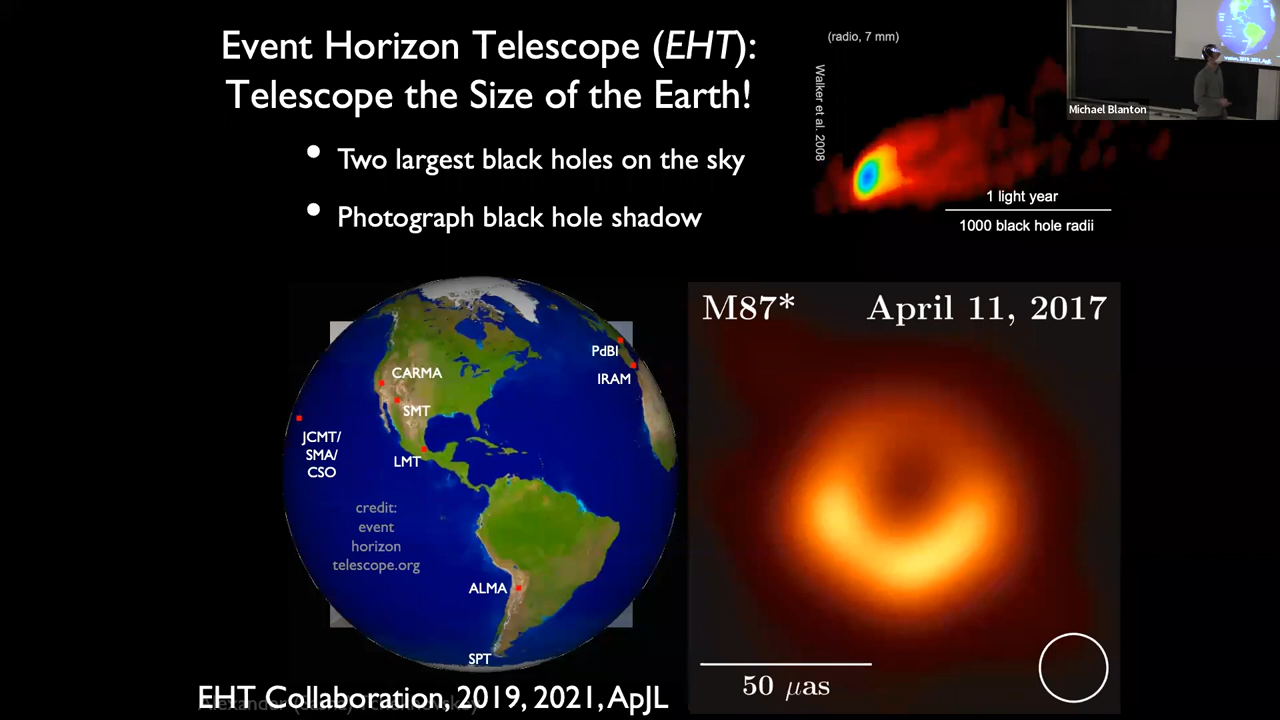 Event Horizon Telescope (EHT):
Telescope the Size of the Earth!
• Two largest black holes on the sky
• Photograph black hole shadow
(radio, 7 mm)
Walker et al. 2008
1 light year
1000 black hole radii
Michael Blanton
PdBI
IRAM
CARMA
SMT
JCMT/
SMA/
CSO
LMT
credit:
event
horizon
telescope.org
ALMA
SPT
M87* April 11, 2017
50 μas
EHT Collaboration, 2019, 2021, ApJL